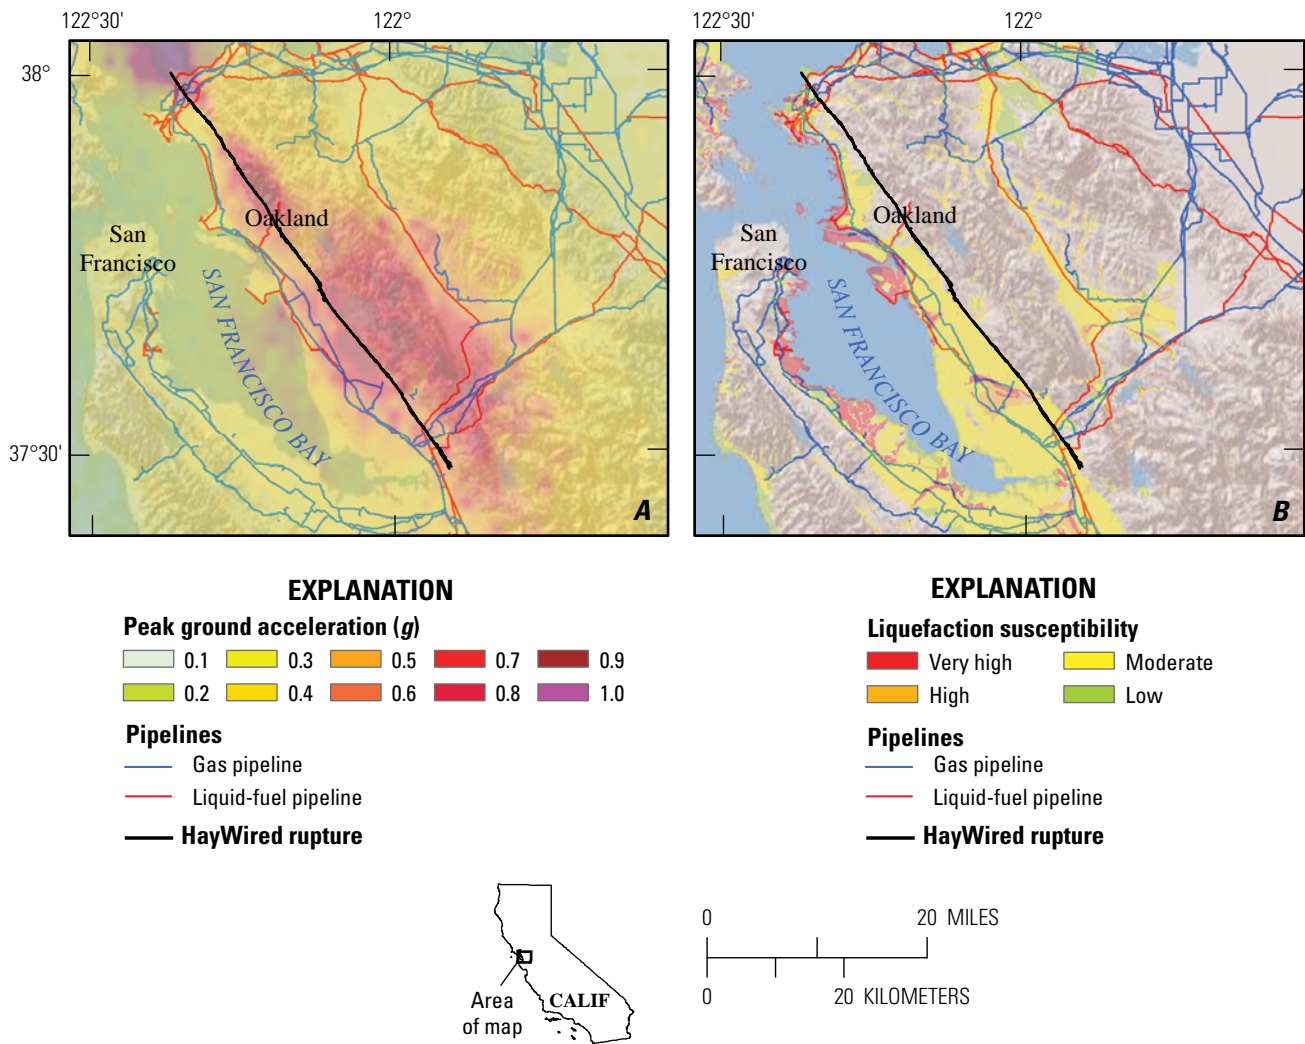 122°30' 122° 122°30' 122°
38°
Oakland
San
Francisco
SAN FRANCISCO BAY
37°30'
A
Oakland
San
Francisco
SAN FRANCISCO BAY
B
EXPLANATION
Peak ground acceleration (g)
0.1 0.3 0.5 0.7 0.9
0.2 0.4 0.6 0.8 1.0
Pipelines
Gas pipeline
Liquid-fuel pipeline
HayWired rupture
EXPLANATION
Liquefaction susceptibility
Very high Moderate
High Low
Pipelines
Gas pipeline
Liquid-fuel pipeline
HayWired rupture
Area
of map
CALIF
0 20 MILES
0 20 KILOMETERS